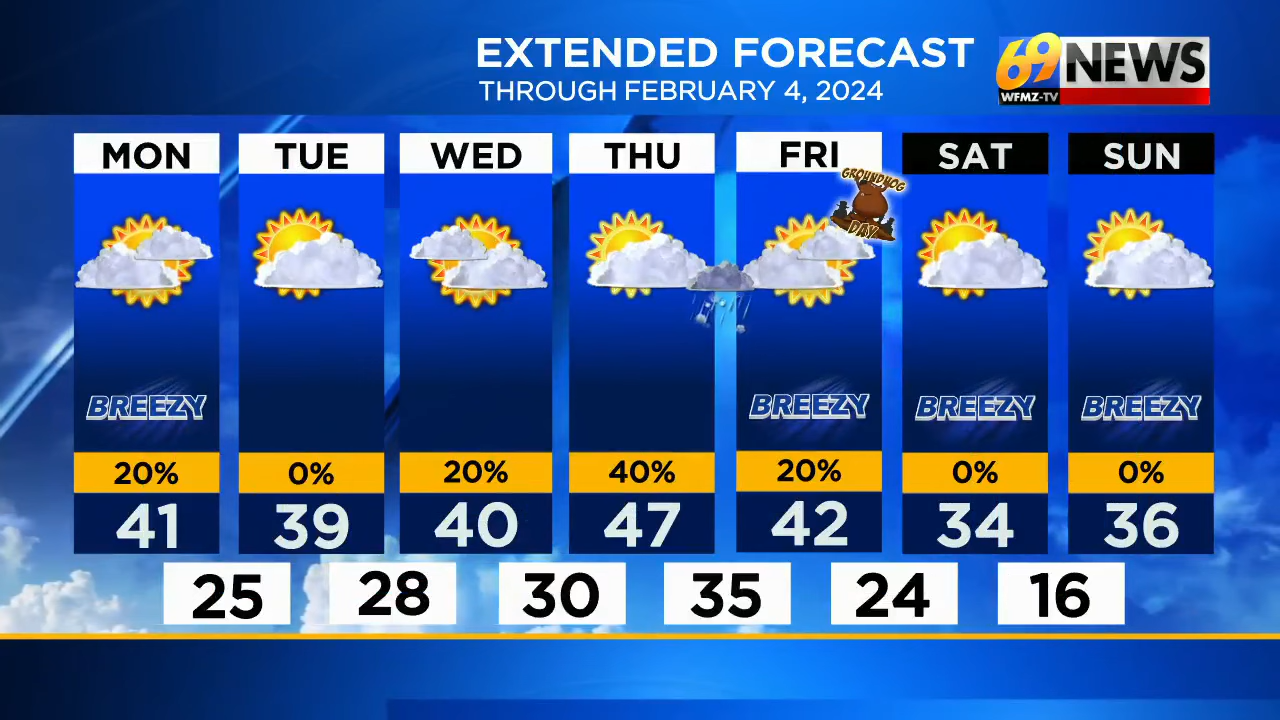 EXTENDED FORECAST
THROUGH FEBRUARY 4, 2024
69 NEWS
WFMZ-TV
MON TUE WED THU FRI SAT SUN
GROUNDHOG
DAY
BREEZY BREEZY BREEZY BREEZY
20% 0% 20% 40% 20% 0% 0%
41 39 40 47 42 34 36
25 28 30 35 24 16